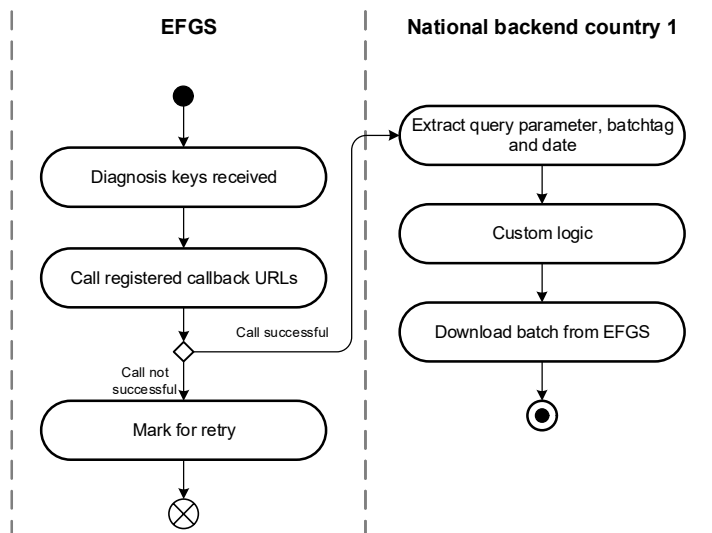 EFGS
National backend country 1
Diagnosis keys received
Call registered callback URLs
Call successful
Call not
successful
Mark for retry
Extract query parameter, batchtag
and date
Custom logic
Download batch from EFGS